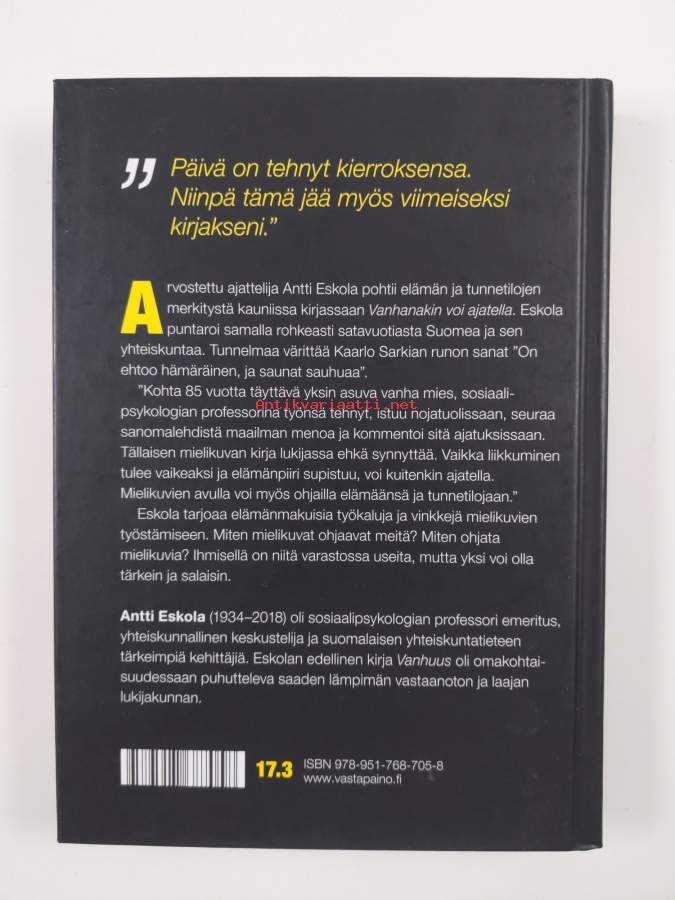 ” Päivä on tehnyt kierroksensa.
Niinpä tämä jää myös viimeiseksi
kirjakseni.”
Arvostettu ajattelija Antti Eskola pohtii elämän ja tunnetilojen
merkitystä kauniissa kirjassaan Vanhanakin voi ajatella. Eskola
puntaroi samalla rohkeasti satavuotiasta Suomea ja sen
yhteiskuntaa. Tunnelmaa värittää Kaarlo Sarkian runon sanat ”On
ehtoo hämäräinen, ja saunat sauhuaa”.
”Kohta 85 vuotta täyttävä yksin asuva vanha mies, sosiaali-
psykologian professorina työnsä tehnyt, istuu nojatuolissaan, seuraa
Antikvariaatti.net
sanomalehdistä maailman menoa ja kommentoi sitä ajatuksissaan.
Tällaisen mielikuvan kirja lukijassa ehkä synnyttää. Vaikka liikkuminen
tulee vaikeaksi ja elämänpiiri supistuu, voi kuitenkin ajatella.
Mielikuvien avulla voi myös ohjailla elämäänsä ja tunnetilojaan.”
Eskola tarjoaa elämänmakuisia työkaluja ja vinkkejä mielikuvien
työstämiseen. Miten mielikuvat ohjaavat meitä? Miten ohjata
mielikuvia? Ihmisellä on niitä varastossa useita, mutta yksi voi olla
tärkein ja salaisin.
Antti Eskola (1934–2018) oli sosiaalipsykologian professori emeritus,
yhteiskunnallinen keskustelija ja suomalaisen yhteiskuntatieteen
tärkeimpiä kehittäjiä. Eskolan edellinen kirja Vanhuus oli omakohtai-
suudessaan puhutteleva saaden lämpimän vastaanoton ja laajan
lukijakunnan.
17.3 ISBN 978-951-768-705-8
www.vastapaino.fi